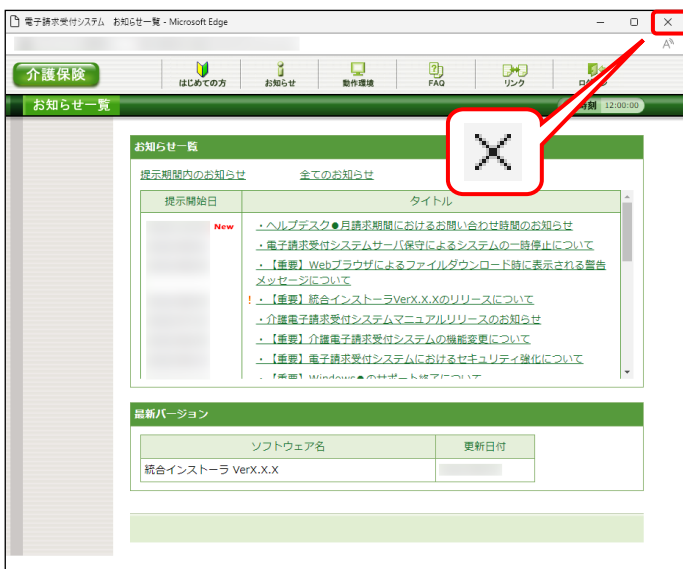 電子請求受付システム お知らせ一覧 - Microsoft Edge
介護保険
はじめての方
お知らせ
動作環境
FAQ
リンク
お知らせ一覧
12:00:00
お知らせ一覧
提示期間内のお知らせ 全てのお知らせ
提示開始日 タイトル
New ・ヘルプデスク●月請求期間におけるお問い合わせ時間のお知らせ
・電子請求受付システムサーバ保守によるシステムの一時停止について
・【重要】Webブラウザによるファイルダウンロード時に表示される警告
メッセージについて
! ・【重要】統合インストーラVerX.X.Xのリリースについて
・介護電子請求受付システムマニュアルリリースのお知らせ
・【重要】介護電子請求受付システムの機能変更について
・【重要】電子請求受付システムにおけるセキュリティ強化について
・【重要】Windows●のサポート終了について
最新バージョン
ソフトウェア名 更新日付
統合インストーラ VerX.X.X